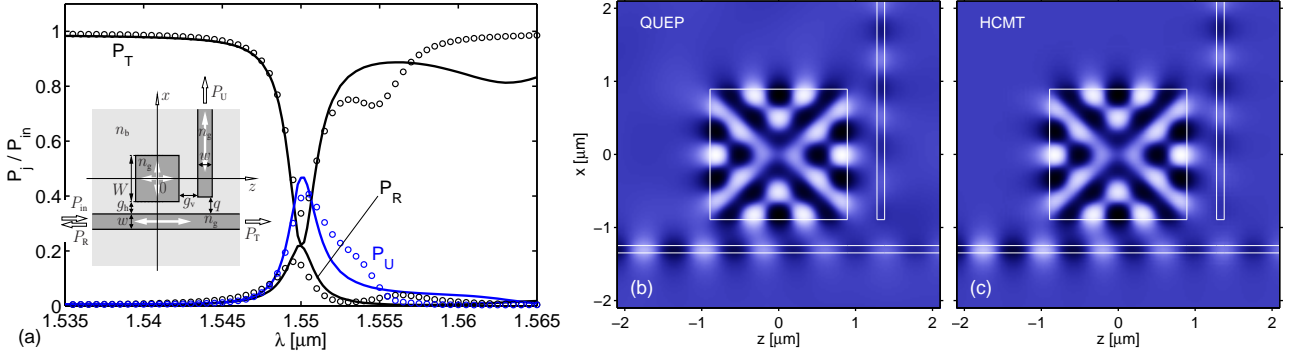 P_j / P_in
1
0.8
0.6
0.4
0.2
0
1.535
1.54
1.545
1.55
1.555
1.56
1.565
λ [μm]
(a)
P_T
P_R
P_U
x
P_U
n_b
n_g
n_g
w
W
0
z
g_h
g_v
q
P_in
w
n_g
P_R
P_T
QUEP
(b)
x [μm]
2
1
0
−1
−2
−2
−1
0
1
2
z [μm]
HCMT
(c)
−2
−1
0
1
2
z [μm]